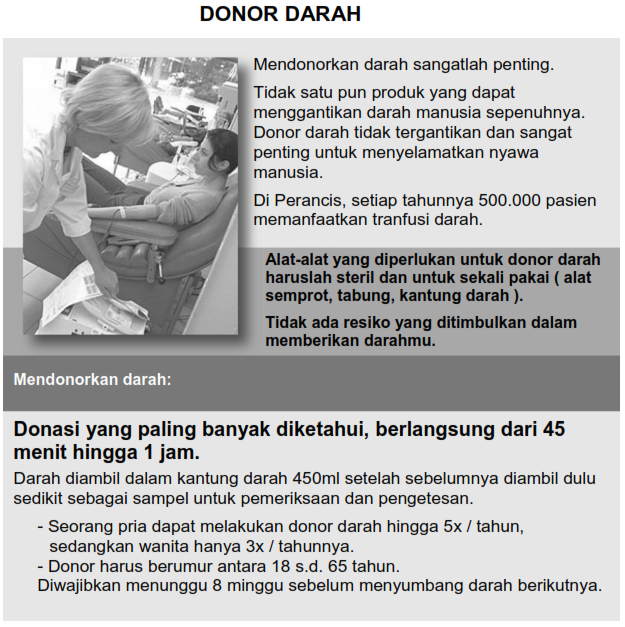 DONOR DARAH
Mendonorkan darah sangatlah penting.
Tidak satu pun produk yang dapat
menggantikan darah manusia sepenuhnya.
Donor darah tidak tergantikan dan sangat
penting untuk menyelamatkan nyawa
manusia.
Di Perancis, setiap tahunnya 500.000 pasien
memanfaatkan tranfusi darah.
Alat-alat yang diperlukan untuk donor darah
haruslah steril dan untuk sekali pakai ( alat
semprot, tabung, kantung darah ).
Tidak ada resiko yang ditimbulkan dalam
memberikan darahmu.
Mendonorkan darah:
Donasi yang paling banyak diketahui, berlangsung dari 45
menit hingga 1 jam.
Darah diambil dalam kantung darah 450ml setelah sebelumnya diambil dulu
sedikit sebagai sampel untuk pemeriksaan dan pengetesan.
- Seorang pria dapat melakukan donor darah hingga 5x / tahun,
sedangkan wanita hanya 3x / tahunnya.
- Donor harus berumur antara 18 s.d. 65 tahun.
Diwajibkan menunggu 8 minggu sebelum menyumbang darah berikutnya.